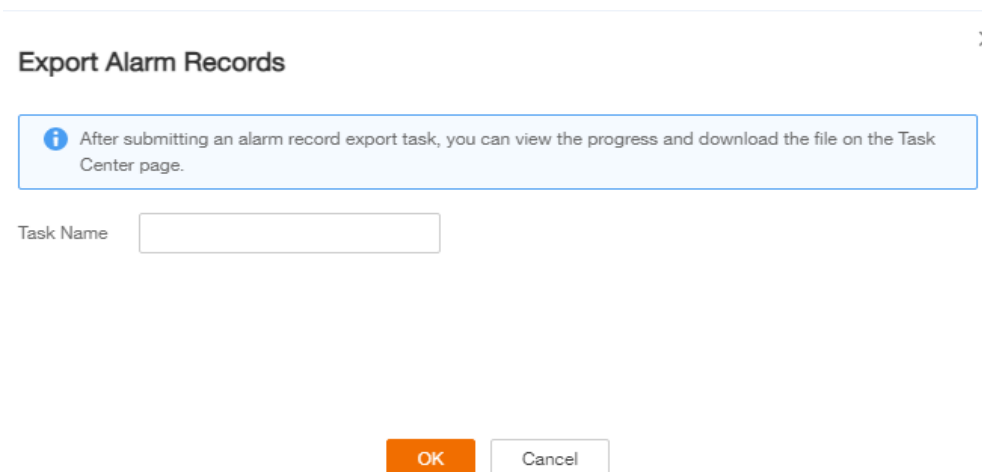 Export Alarm Records
After submitting an alarm record export task, you can view the progress and download the file on the Task
Center page.
Task Name
OK
Cancel